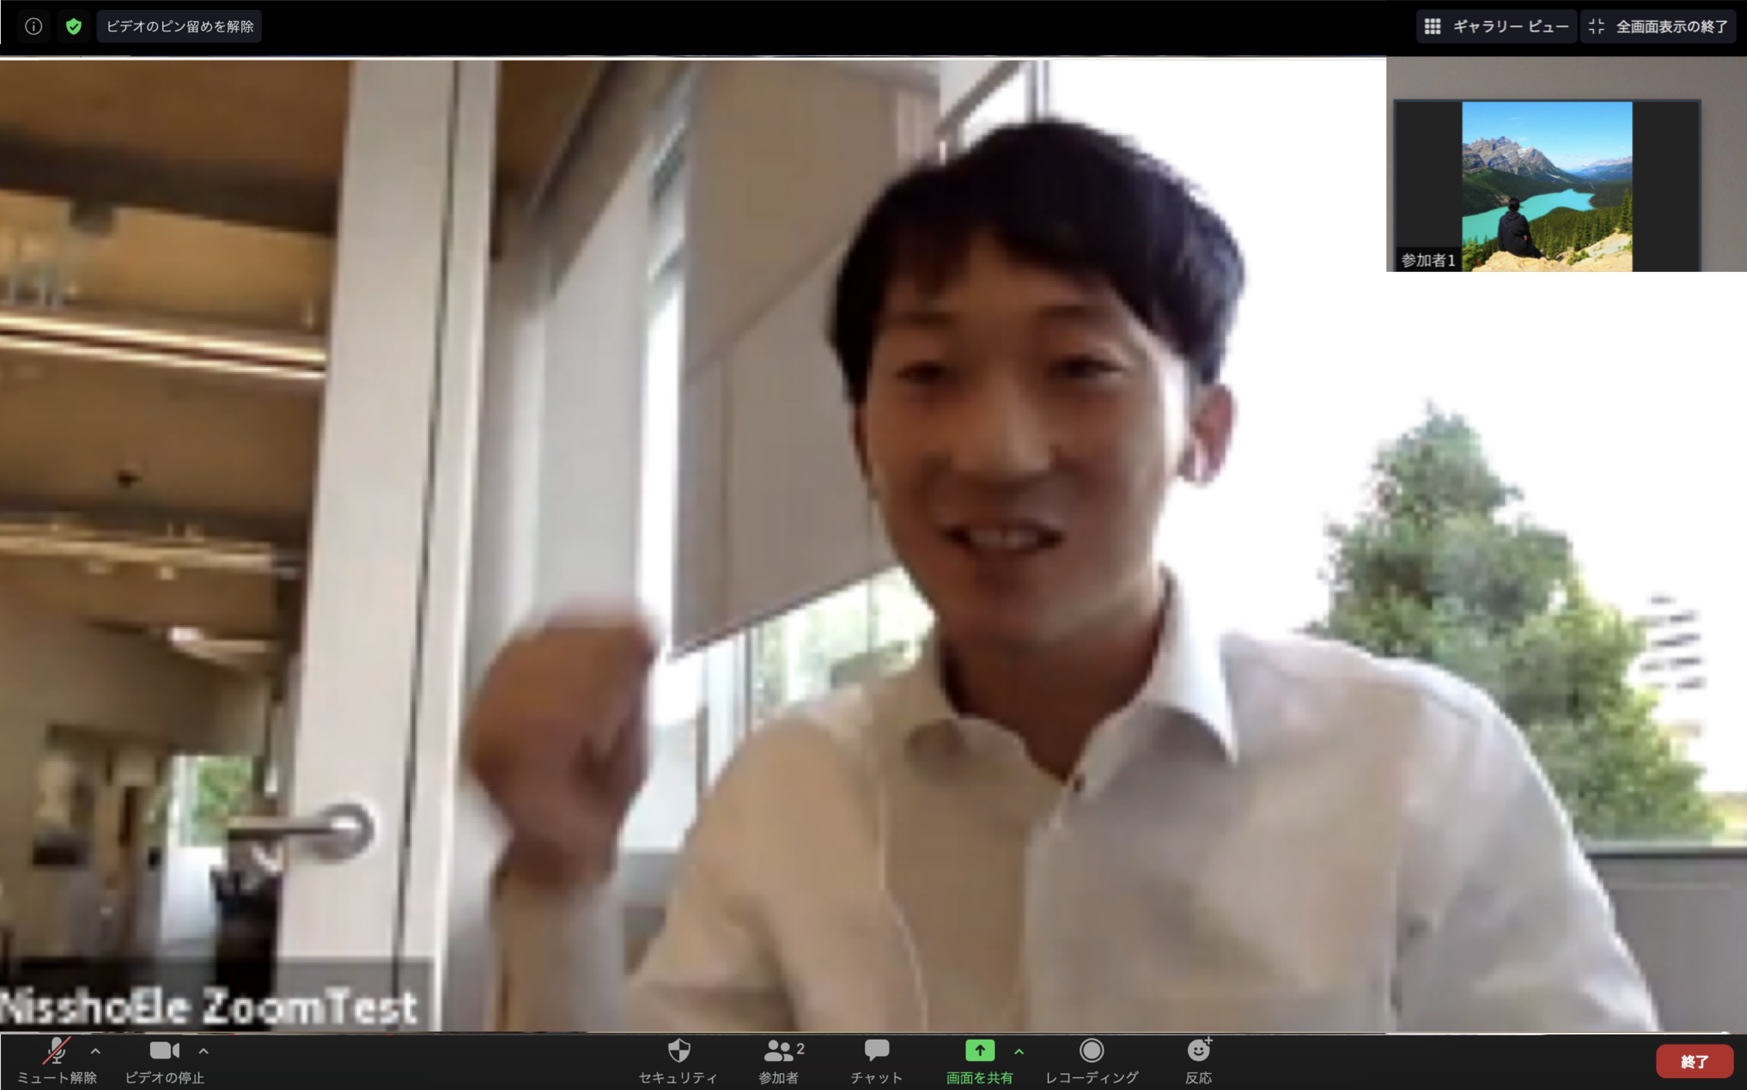 ビデオのピン留めを解除
ギャラリー ビュー
全画面表示の終了
参加者1
NisshoEle ZoomTest
ミュート解除
ビデオの停止
セキュリティ
2
参加者
チャット
画面を共有
レコーディング
反応
終了